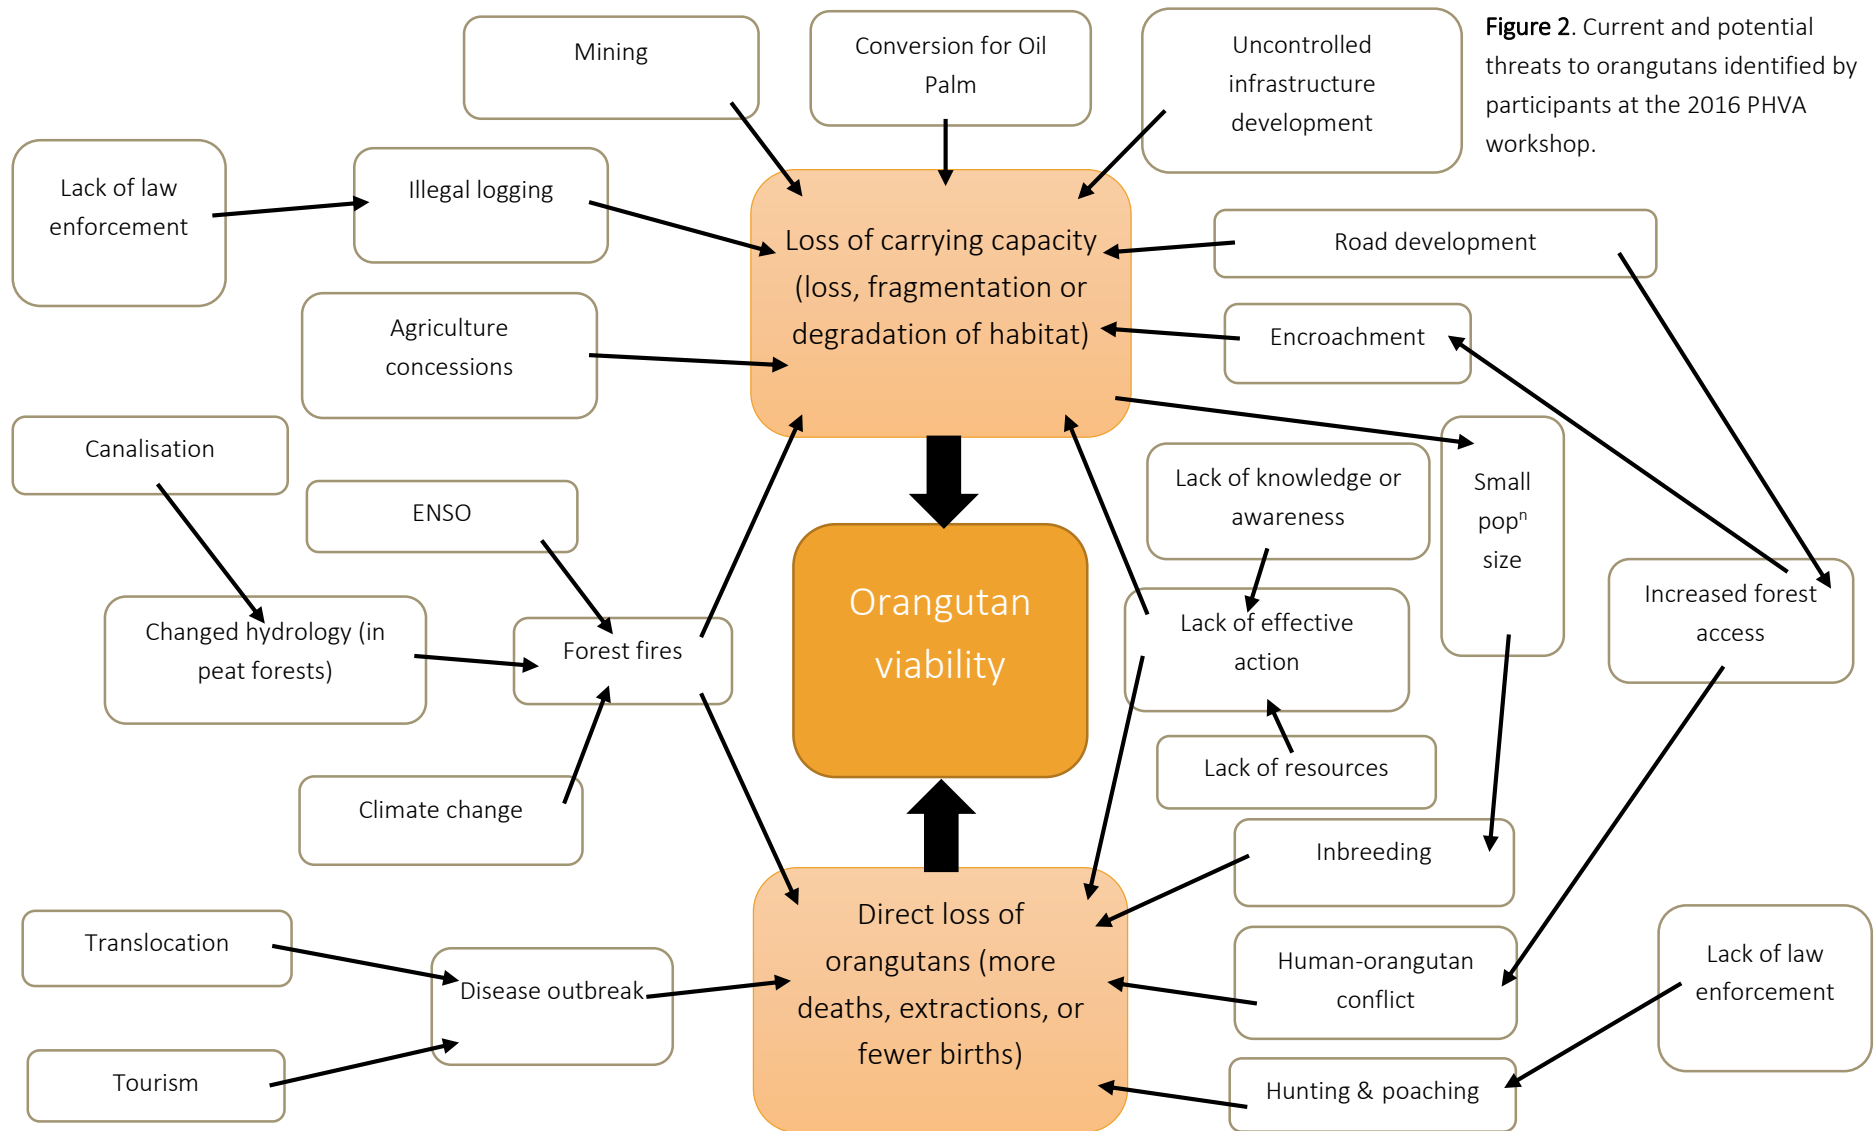 Mining
Conversion for Oil
Palm
Uncontrolled
infrastructure
development
Figure 2. Current and potential
threats to orangutans identified by
participants at the 2016 PHVA
workshop.
Lack of law
enforcement
Illegal logging
Loss of carrying capacity
(loss, fragmentation or
degradation of habitat)
Road development
Agriculture
concessions
Encroachment
Canalisation
ENSO
Lack of knowledge or
awareness
Small
popⁿ
size
Changed hydrology (in
peat forests)
Forest fires
Orangutan
viability
Lack of effective
action
Increased forest
access
Climate change
Lack of resources
Inbreeding
Translocation
Disease outbreak
Tourism
Direct loss of
orangutans (more
deaths, extractions, or
fewer births)
Human-orangutan
conflict
Lack of law
enforcement
Hunting & poaching